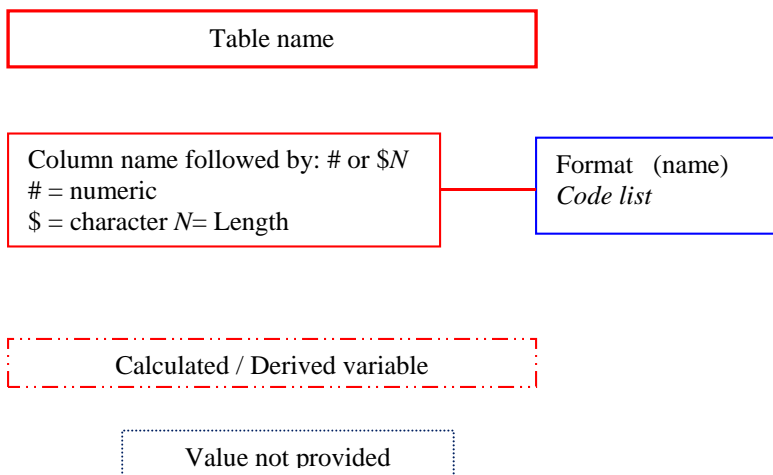 Table name
Column name followed by: # or $N
# = numeric
$ = character N= Length
Format (name)
Code list
Calculated / Derived variable
Value not provided